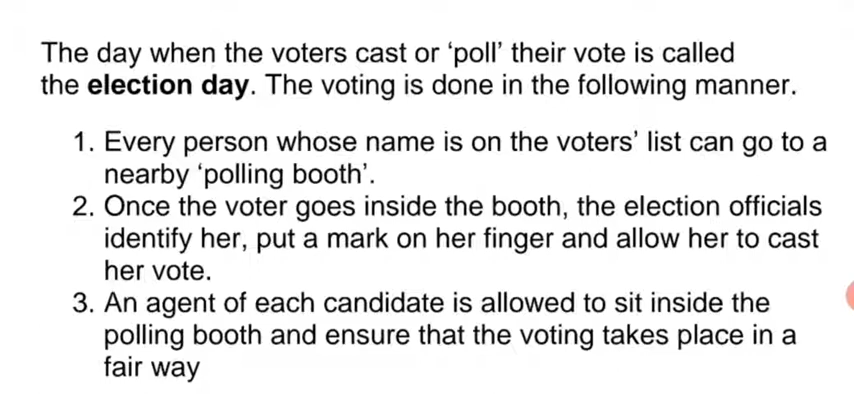 The day when the voters cast or ‘poll’ their vote is called
the election day. The voting is done in the following manner.
1. Every person whose name is on the voters’ list can go to a
nearby ‘polling booth’.
2. Once the voter goes inside the booth, the election officials
identify her, put a mark on her finger and allow her to cast
her vote.
3. An agent of each candidate is allowed to sit inside the
polling booth and ensure that the voting takes place in a
fair way